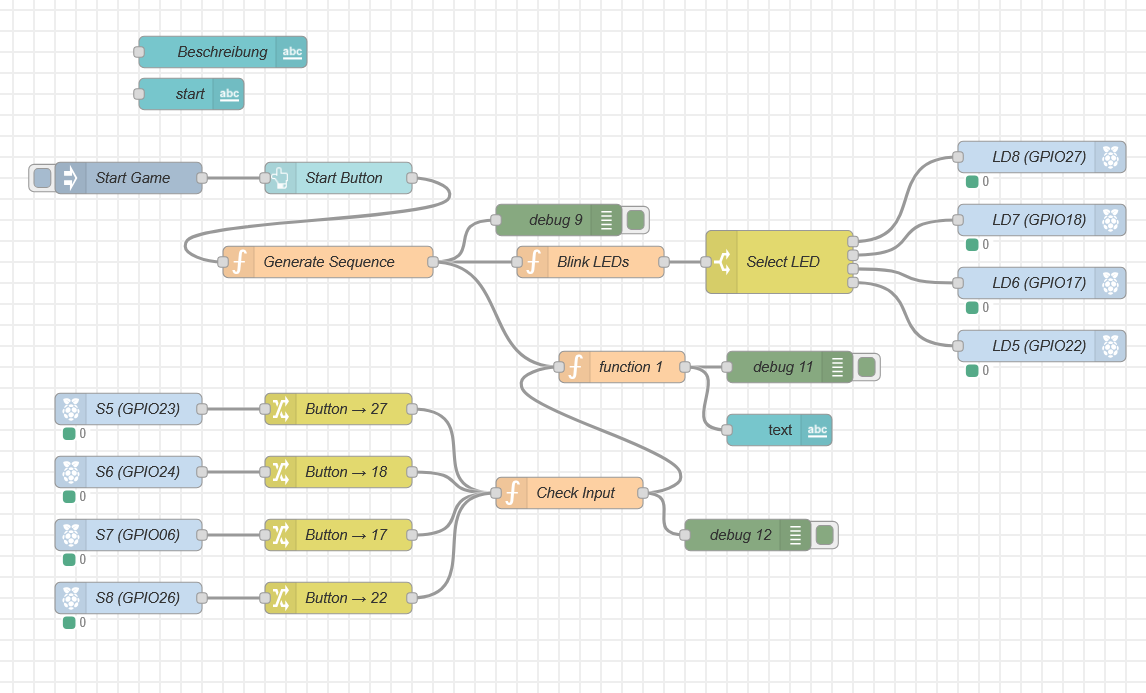 Beschreibung abc
start abc
Start Game
Start Button
LD8 (GPIO27)
0
debug 9
LD7 (GPIO18)
0
Generate Sequence
Blink LEDs
Select LED
LD6 (GPIO17)
0
LD5 (GPIO22)
0
function 1
debug 11
S5 (GPIO23)
0
Button → 27
text abc
S6 (GPIO24)
0
Button → 18
Check Input
S7 (GPIO06)
0
Button → 17
debug 12
S8 (GPIO26)
0
Button → 22